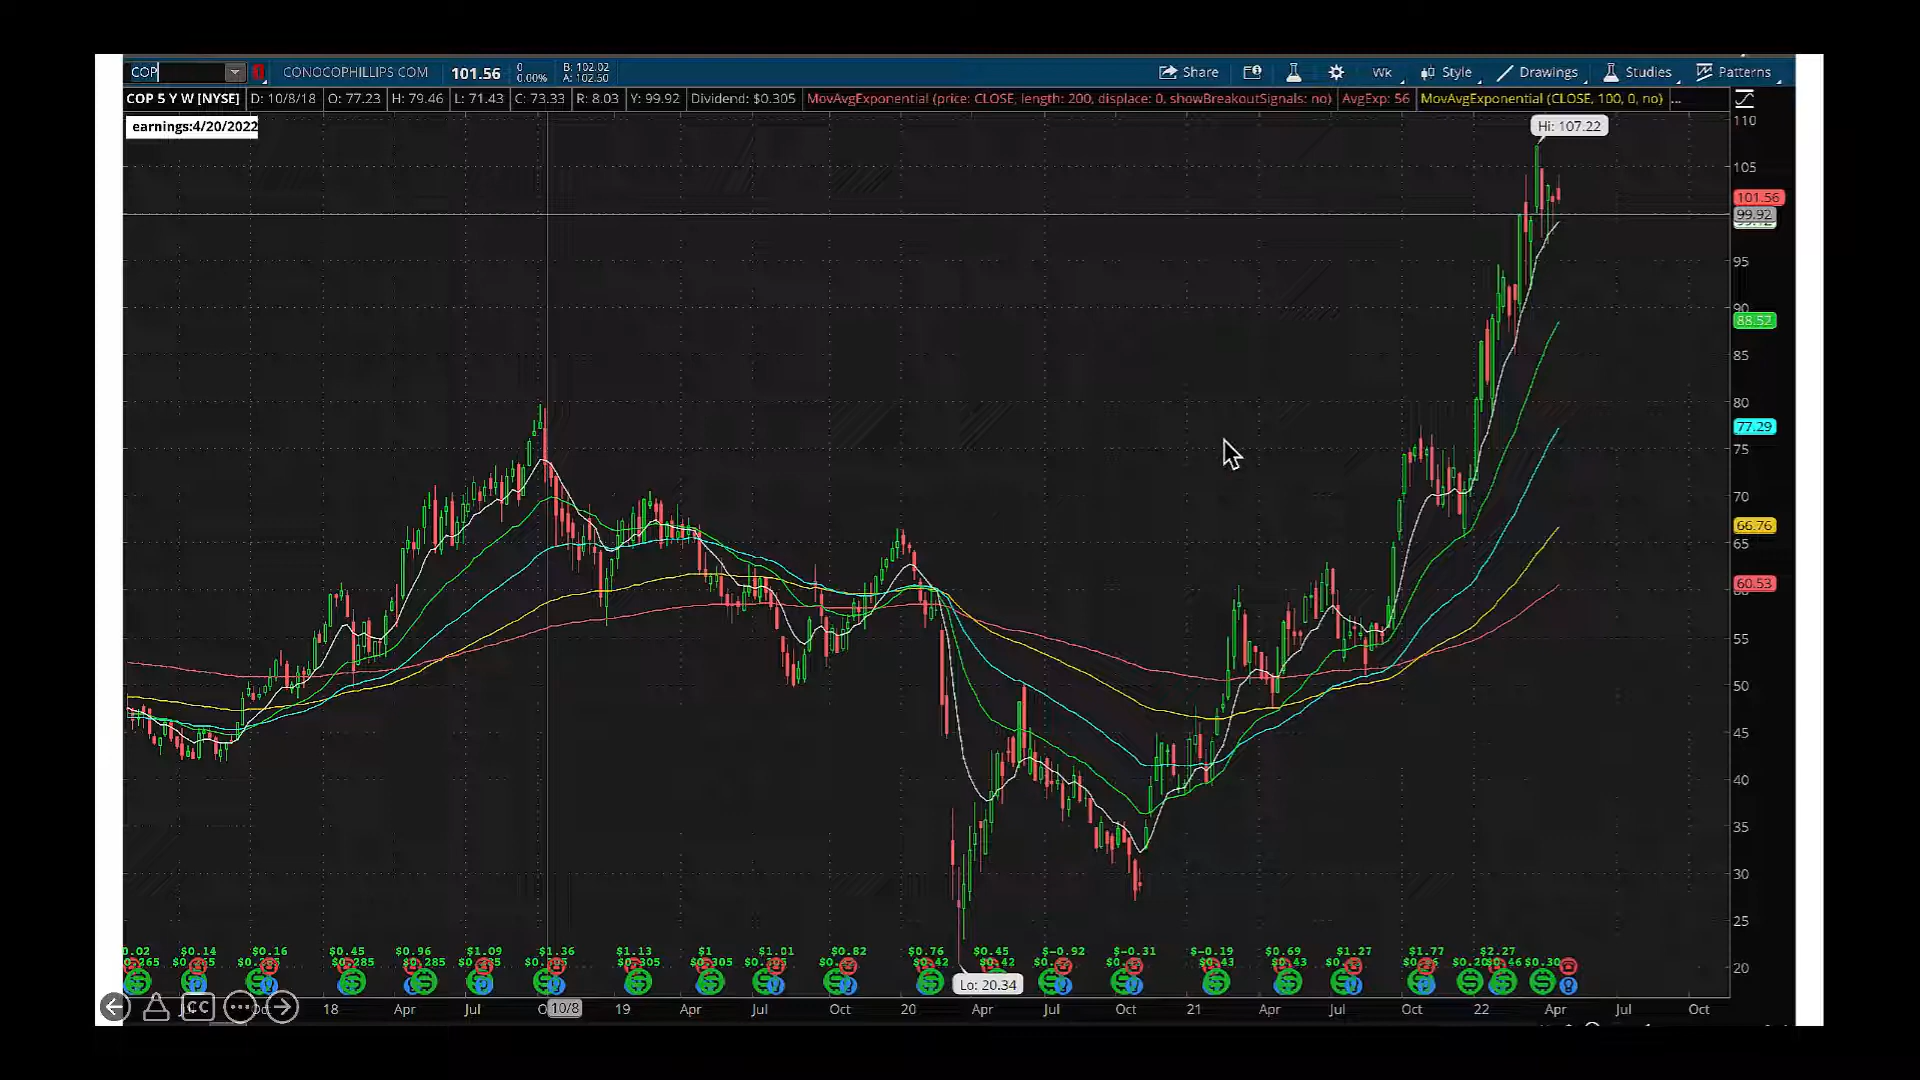 COP CONOCOPHILLIPS COM 101.56 0 0.00% B: 102.02 A: 102.50 Share Wk Style Drawings Studies Patterns
COP 5 Y W [NYSE] D: 10/8/18 O: 77.23 H: 79.46 L: 71.43 C: 73.33 R: 8.03 Y: 99.92 Dividend: $0.305 MovAvgExponential (price: CLOSE, length: 200, displace: 0, showBreakoutSignals: no) AvgExp: 56 MovAvgExponential (CLOSE, 100, 0, no) ...
earnings:4/20/2022
Hi: 107.22
110
105
101.56
99.92
95
90
88.52
85
80
77.29
75
70
66.76
65
60.53
55
50
45
40
35
30
25
20
$0.14 $0.16 $0.45 $0.96 $1.09 $1.36 $1.13 $1 $1.01 $0.82 $0.76 $0.45 $-0.92 $-0.31 $-0.19 $0.69 $1.27 $1.77 $2.27
Lo: 20.34
CC
18 Apr Jul 10/8 19 Apr Jul Oct 20 Apr Jul Oct 21 Apr Jul Oct 22 Apr Jul Oct